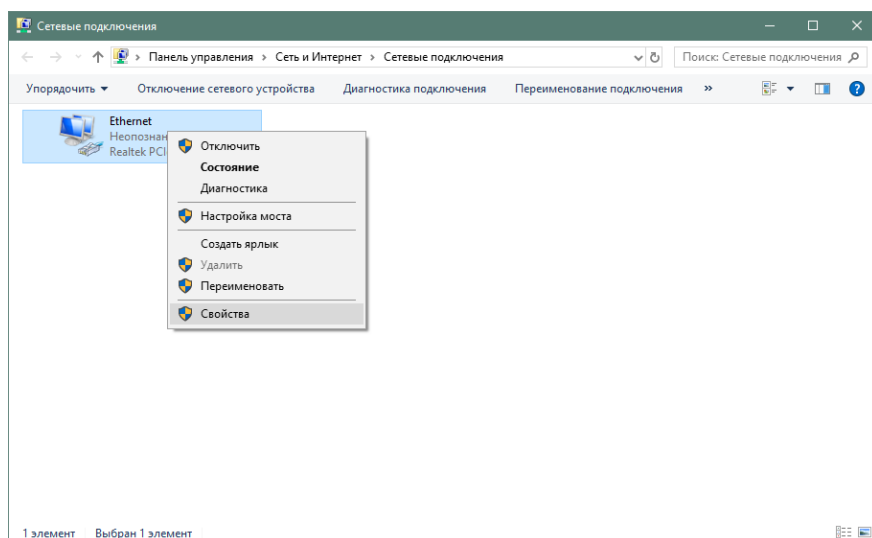 Сетевые подключения
Панель управления > Сеть и Интернет > Сетевые подключения
Поиск: Сетевые подключения
Упорядочить Отключение сетевого устройства Диагностика подключения Переименование подключения »
Ethernet
Неопознан
Realtek PCI
Отключить
Состояние
Диагностика
Настройка моста
Создать ярлык
Удалить
Переименовать
Свойства
1 элемент Выбран 1 элемент